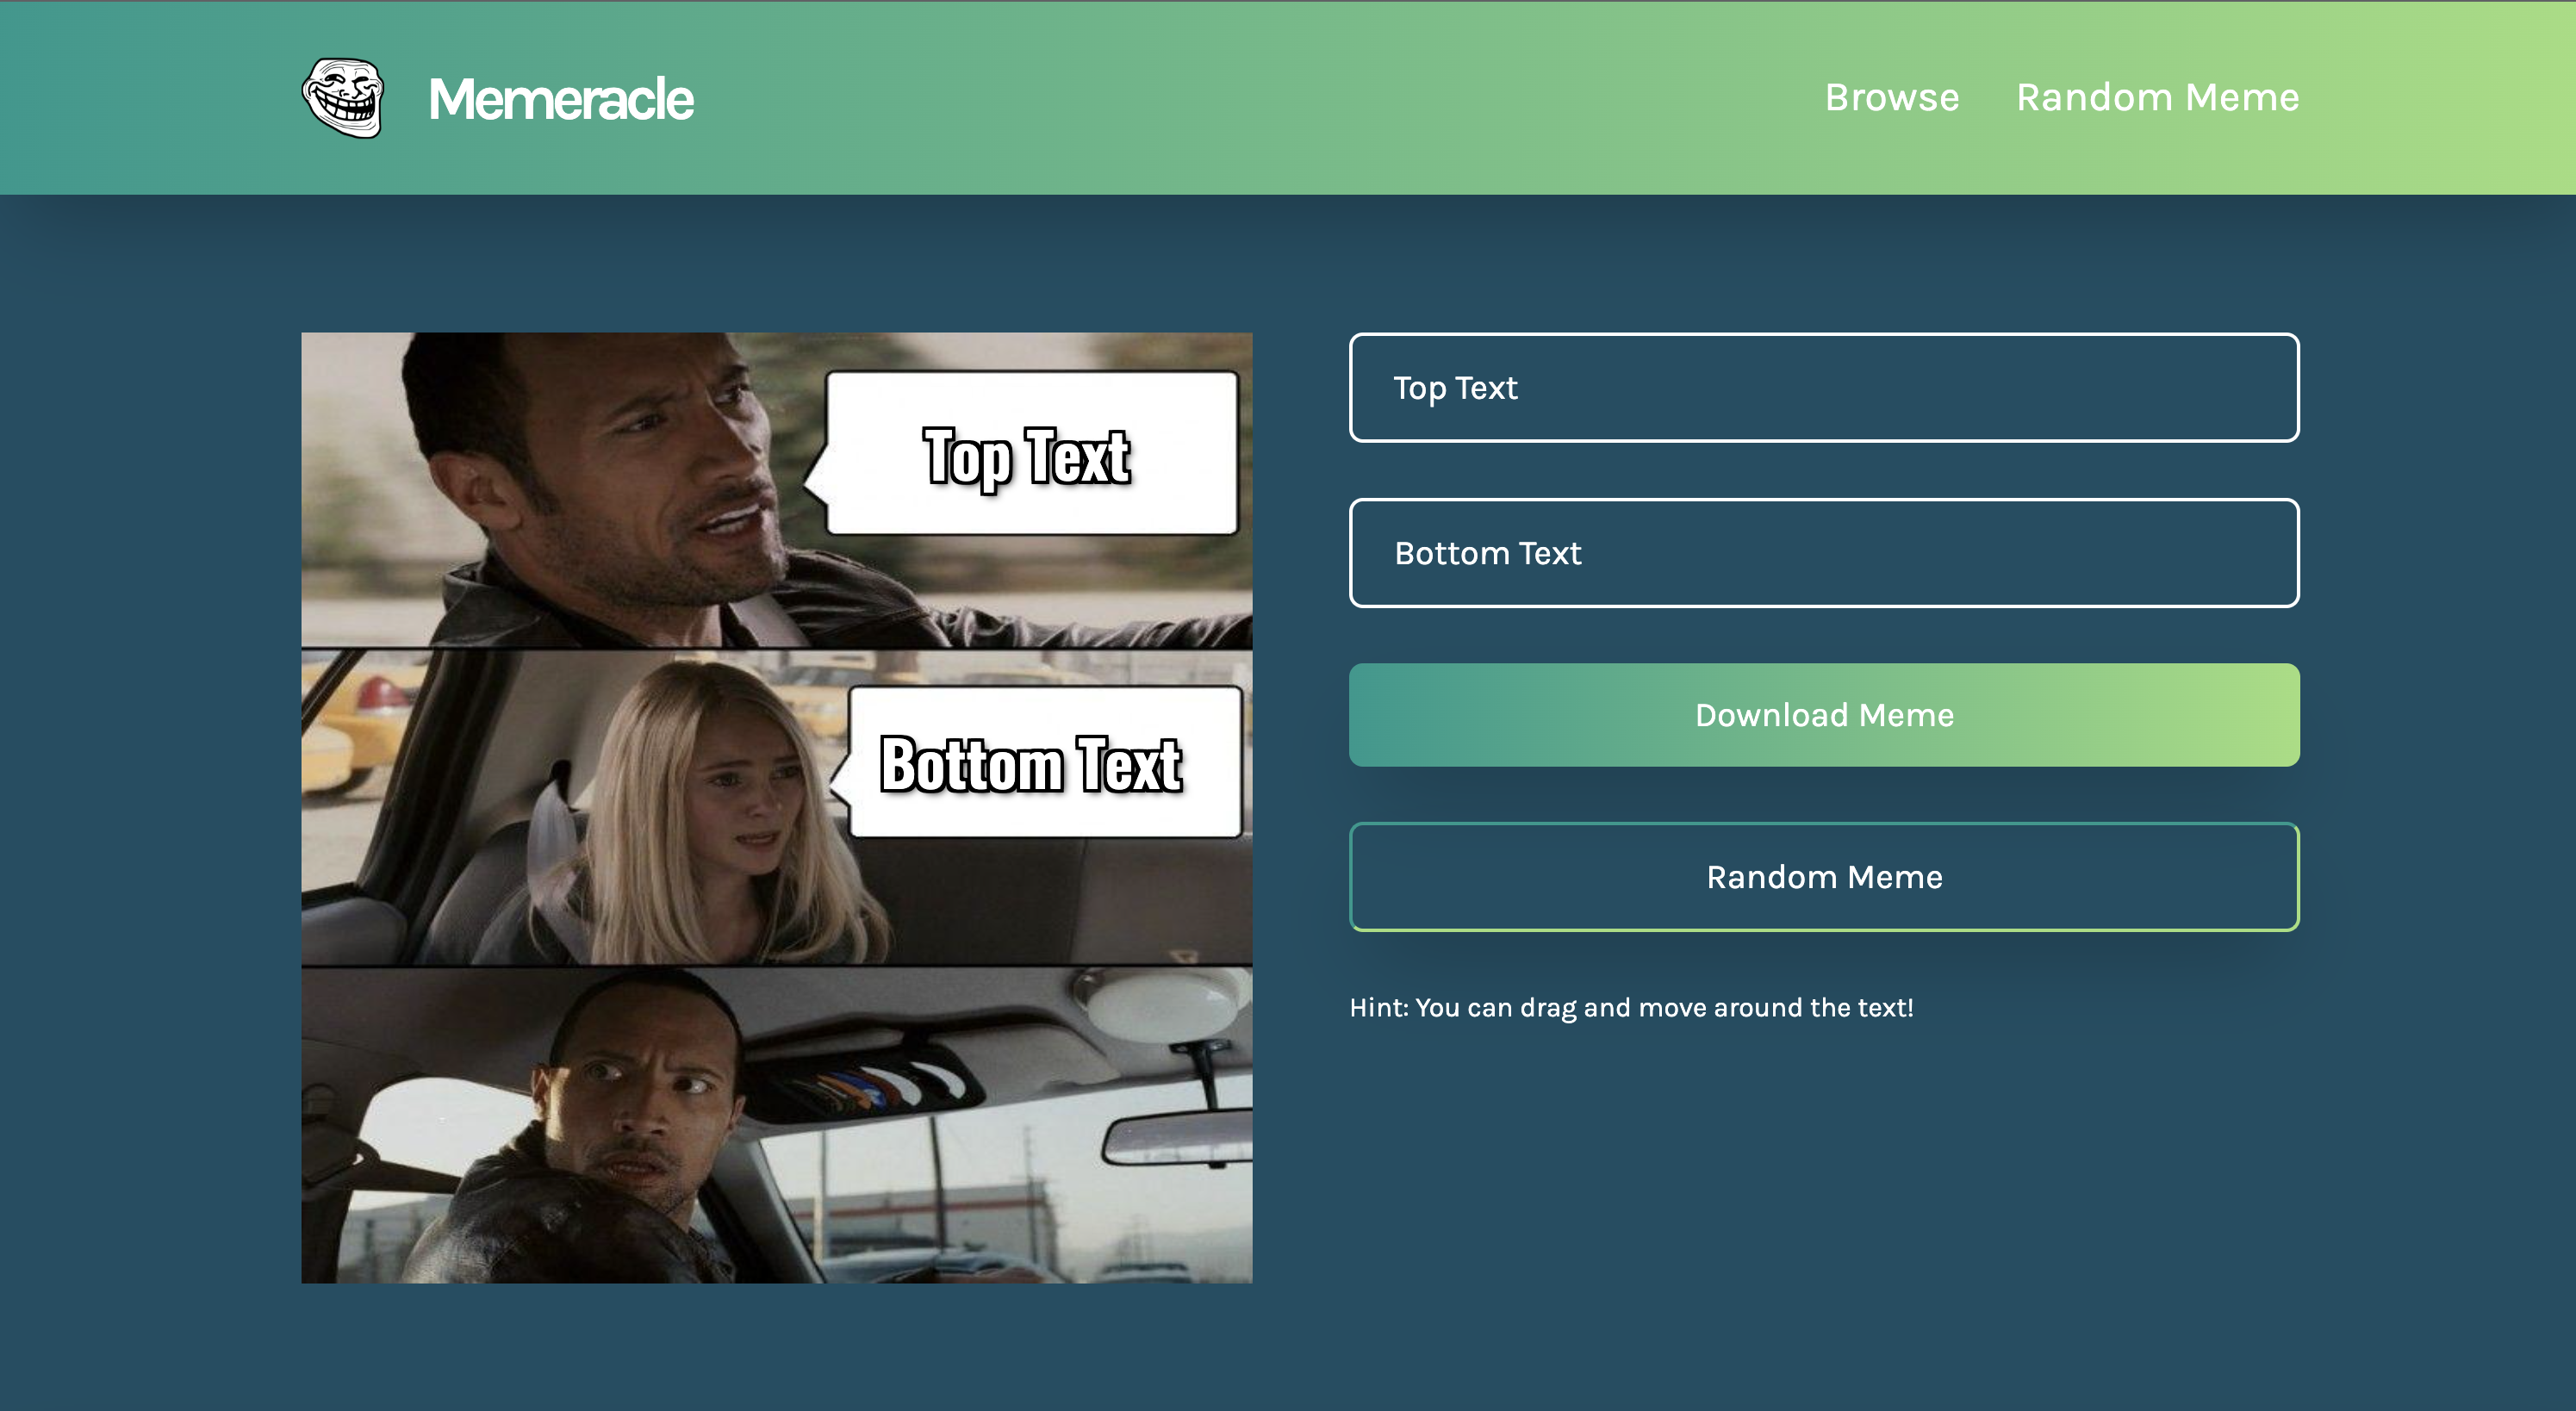 Memeracle
Browse
Random Meme
Top Text
Bottom Text
Top Text
Bottom Text
Download Meme
Random Meme
Hint: You can drag and move around the text!